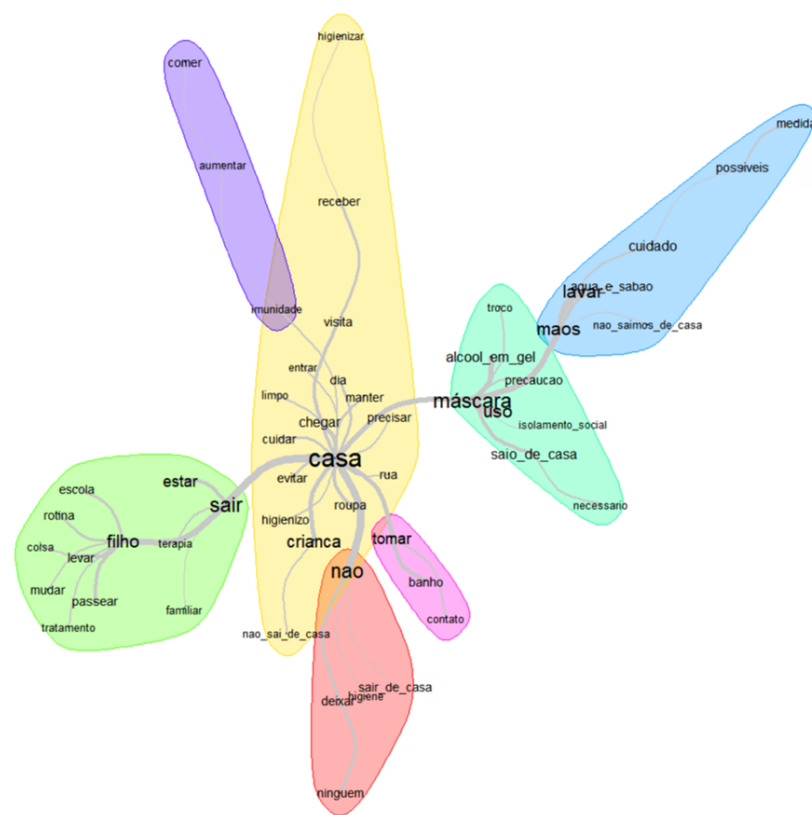 higienizar
comer
medida
aumentar
possiveis
receber
cuidado
agua_e_sabao
lavar
imunidade
troco
visita
nao_saimos_de_casa
maos
alcool_em_gel
entrar
dia
precaucao
limpo
manter
máscara
chegar
precisar
uso
isolamento_social
cuidar
casa
saio_de_casa
evitar
rua
estar
escola
sair
roupa
necessario
rotina
higienizo
filho
terapia
crianca
tomar
coisa
levar
nao
banho
mudar
passear
familiar
contato
tratamento
nao_sai_de_casa
sair_de_casa
higiene
deixar
ninguem